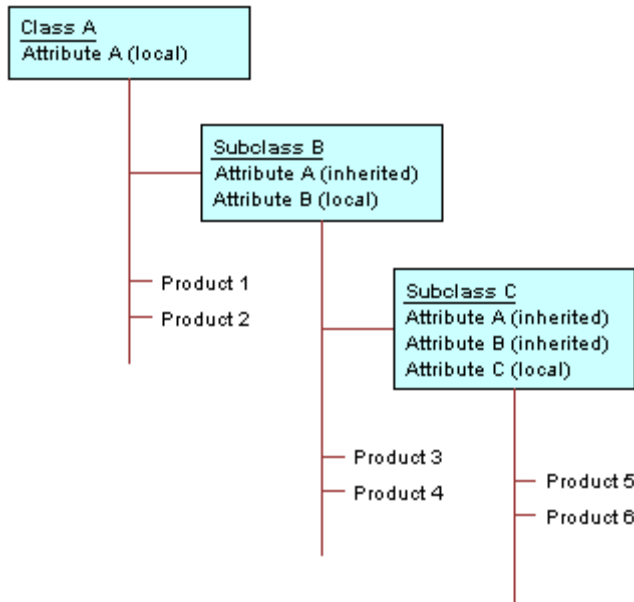 Class A
Attribute A (local)
Subclass B
Attribute A (inherited)
Attribute B (local)
Product 1
Product 2
Subclass C
Attribute A (inherited)
Attribute B (inherited)
Attribute C (local)
Product 3
Product 4
Product 5
Product 6